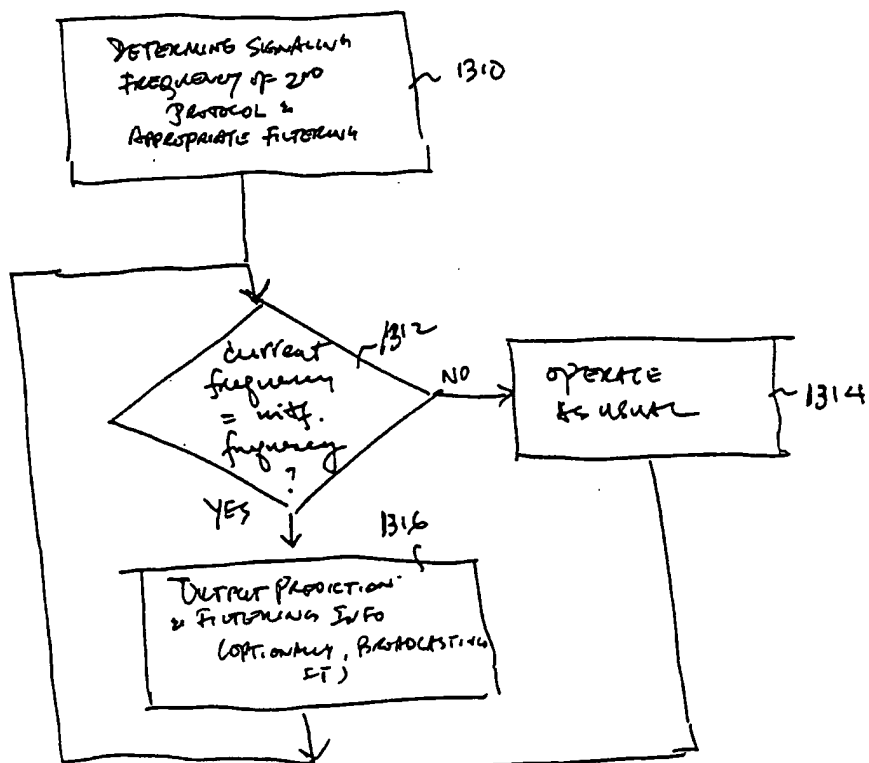 DETERMINE SIGNALING
FREQUENCY OF 2ND
PROTOCOL &
APPROPRIATE FILTERING
1310
current
frequency
= intf.
frequency
?
1312
NO
OPERATE
AS USUAL
1314
YES
1316
OUTPUT PREDICTION
& FILTERING INFO
(OPTIONALLY, BROADCASTING
IT)